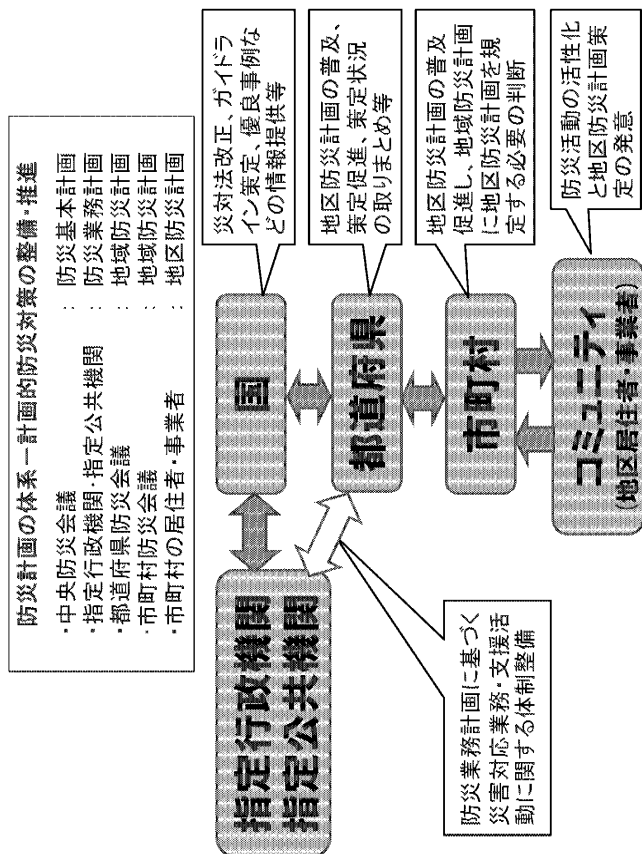 防災計画の体系－計画的防災対策の整備・推進
・中央防災会議 ： 防災基本計画
・指定行政機関・指定公共機関 ： 防災業務計画
・都道府県防災会議 ： 地域防災計画
・市町村防災会議 ： 地域防災計画
・市町村の居住者・事業者 ： 地区防災計画
指定行政機関
指定公共機関
国
災対法改正、ガイドラ
イン策定、優良事例な
どの情報提供等
都道府県
地区防災計画の普及、
策定促進、策定状況
の取りまとめ等
市町村
地区防災計画の普及
促進し、地域防災計画
に地区防災計画を規
定する必要の判断
コミュニティ
(地区居住者・事業者)
防災活動の活性化
と地区防災計画策
定の発意
防災業務計画に基づく
災害対応業務・支援活
動に関する体制整備